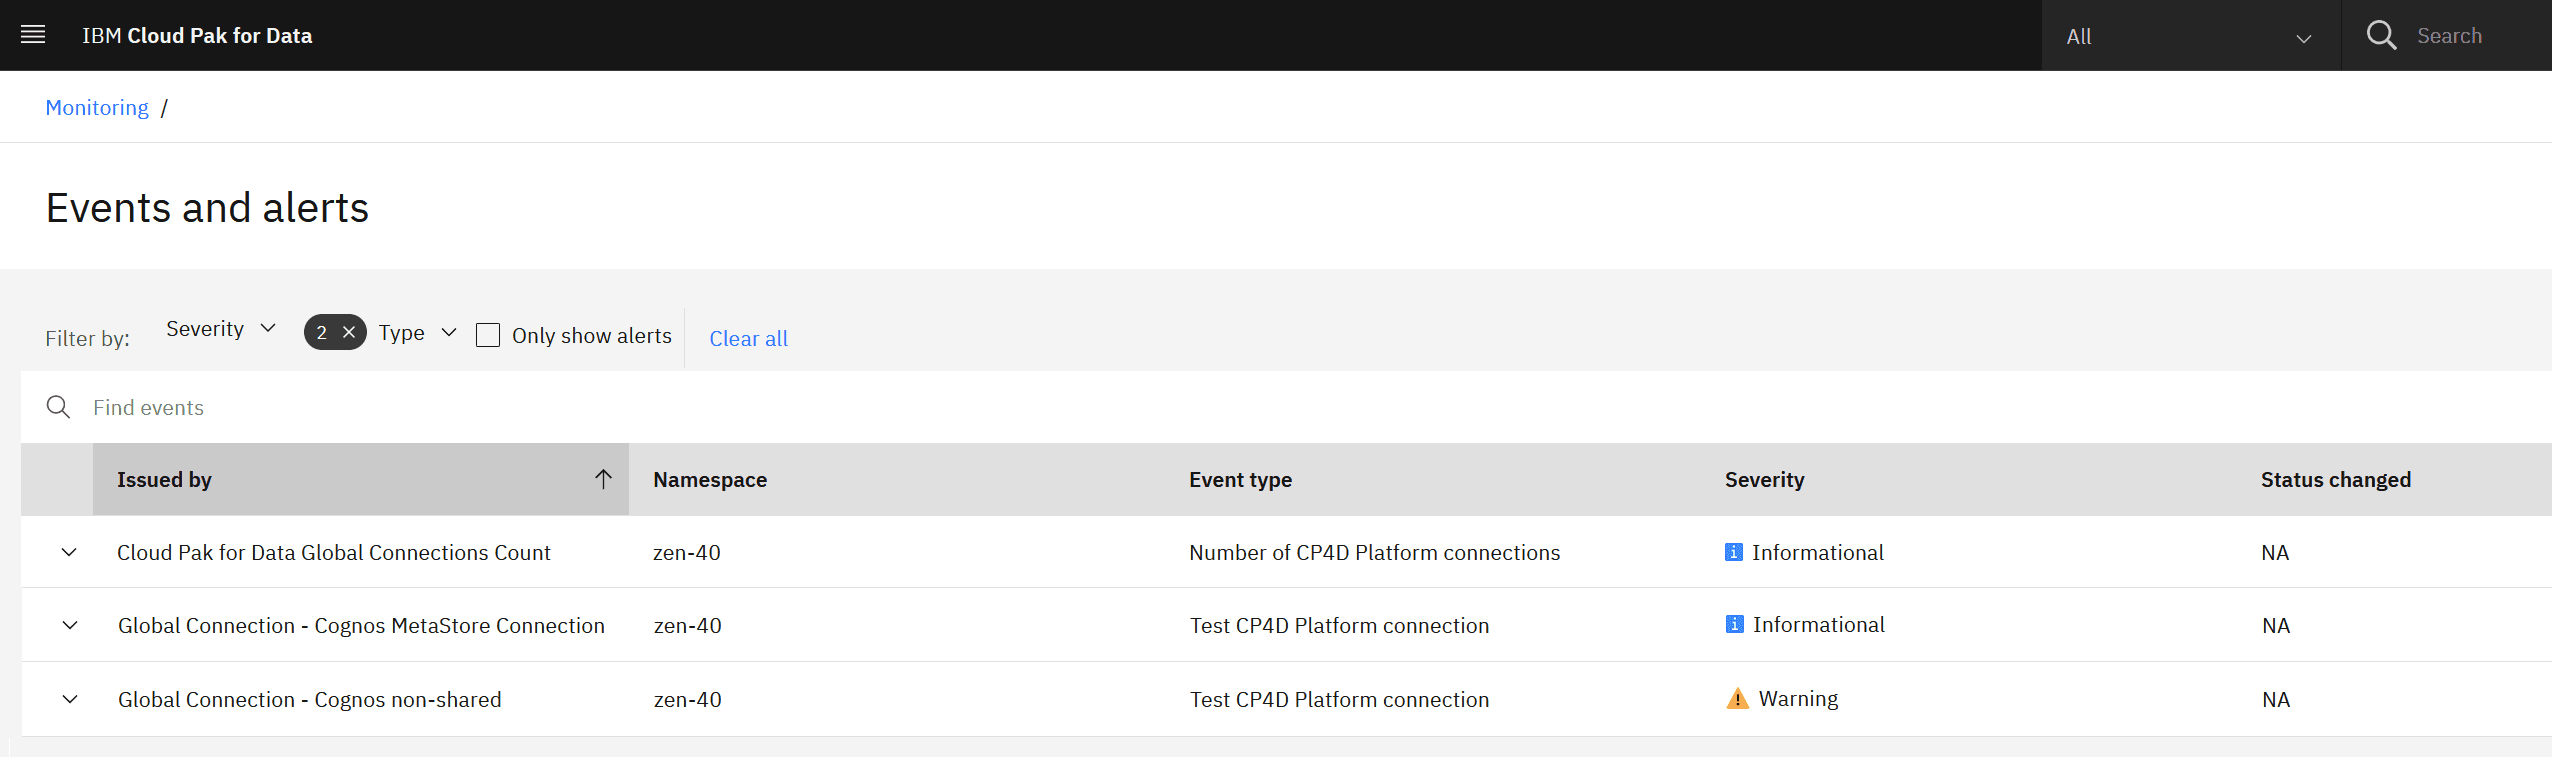 IBM Cloud Pak for Data All Search
Monitoring /
Events and alerts
Filter by: Severity 2 Type Only show alerts Clear all
Find events
Issued by Namespace Event type Severity Status changed
Cloud Pak for Data Global Connections Count zen-40 Number of CP4D Platform connections Informational NA
Global Connection - Cognos MetaStore Connection zen-40 Test CP4D Platform connection Informational NA
Global Connection - Cognos non-shared zen-40 Test CP4D Platform connection Warning NA